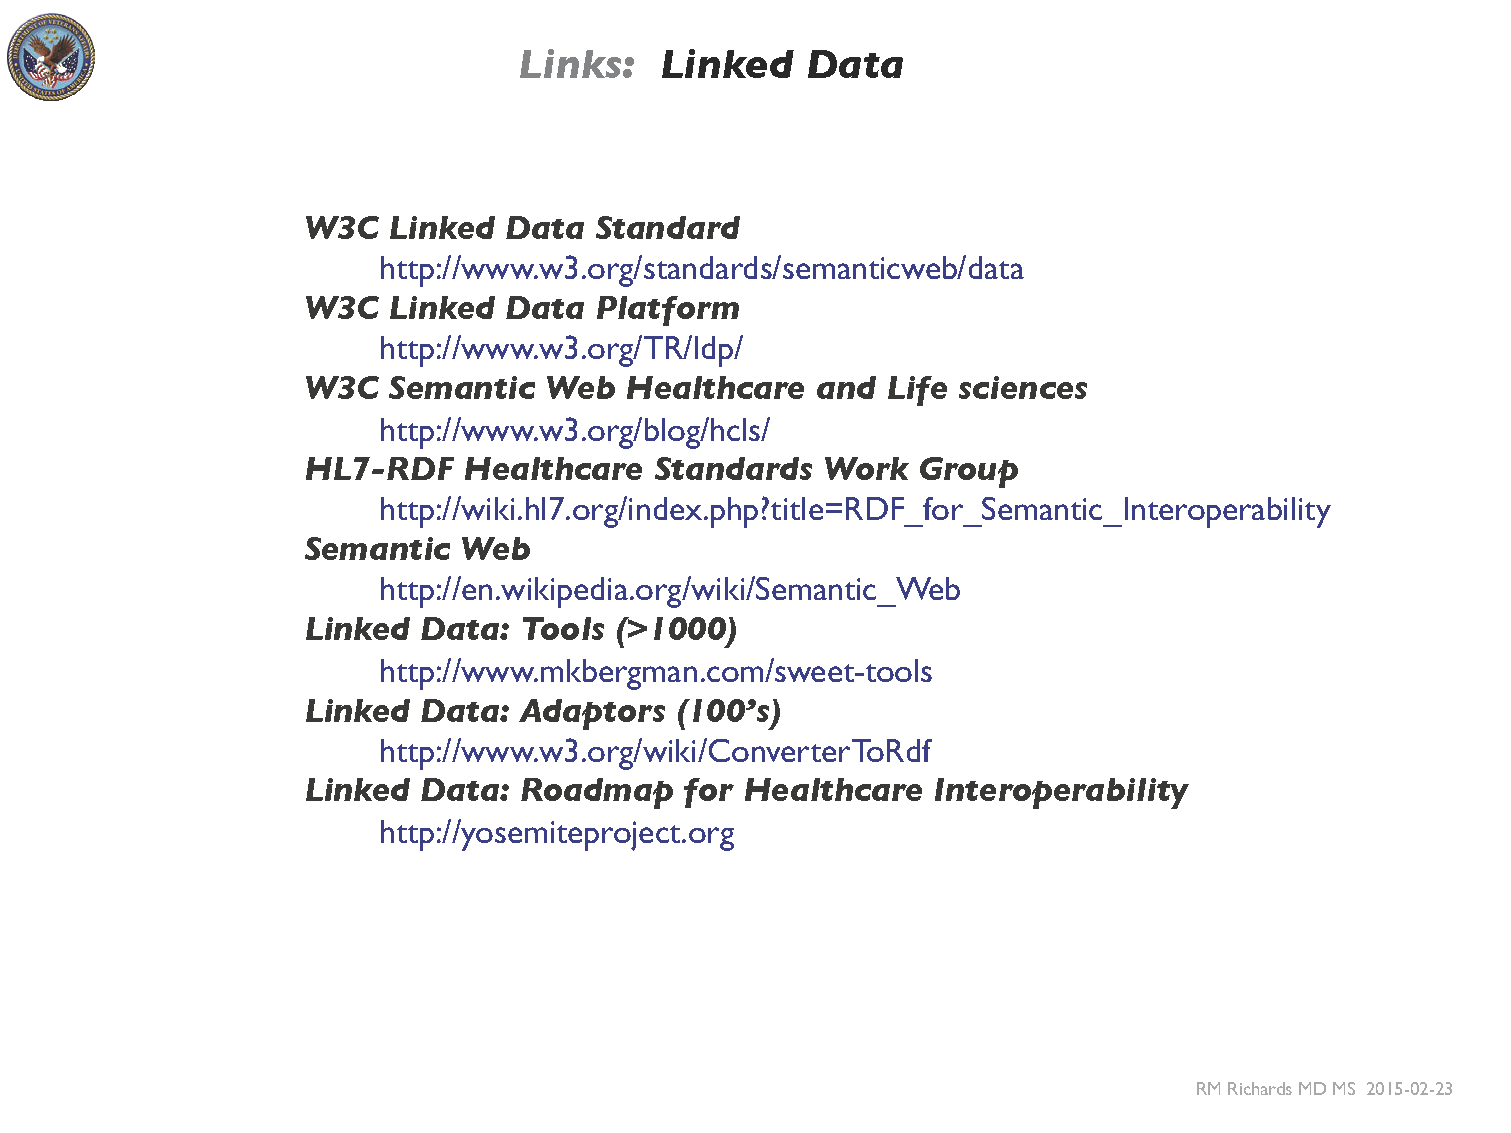 Links: Linked Data
W3C Linked Data Standard
http://www.w3.org/standards/semanticweb/data
W3C Linked Data Platform
http://www.w3.org/TR/ldp/
W3C Semantic Web Healthcare and Life sciences
http://www.w3.org/blog/hcls/
HL7-RDF Healthcare Standards Work Group
http://wiki.hl7.org/index.php?title=RDF_for_Semantic_Interoperability
Semantic Web
http://en.wikipedia.org/wiki/Semantic_Web
Linked Data: Tools (>1000)
http://www.mkbergman.com/sweet-tools
Linked Data: Adaptors (100’s)
http://www.w3.org/wiki/ConverterToRdf
Linked Data: Roadmap for Healthcare Interoperability
http://yosemiteproject.org
RM Richards MD MS 2015-02-23